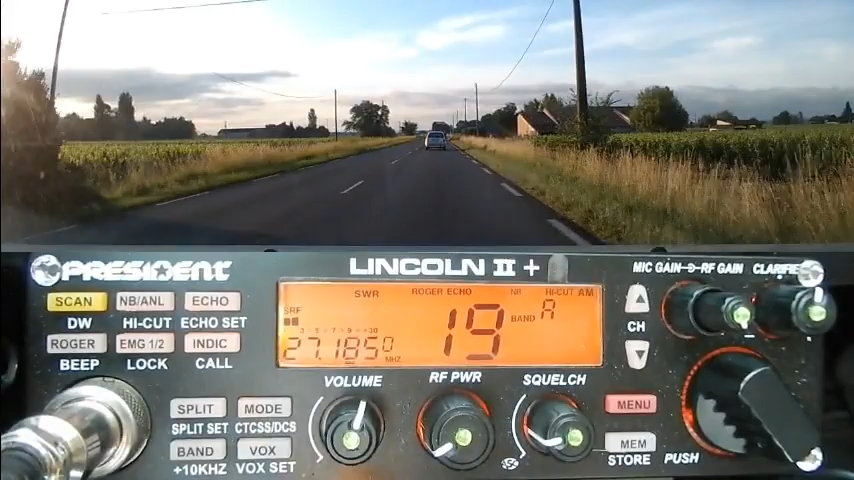 PRESIDENT LINCOLN II + MIC GAIN RF GAIN CLARIFIER
SCAN NB/ANL ECHO
SWR ROGER ECHO NR HI-CUT AM
DW HI-CUT ECHO SET
SRF
19 BAND A
CH
ROGER EMG 1/2 INDIC
27.1850 MHZ
BEEP LOCK CALL
VOLUME RF PWR SQUELCH
SPLIT MODE
MENU
SPLIT SET CTCSS/DCS
BAND VOX
MEM
+10KHz VOX SET
STORE PUSH